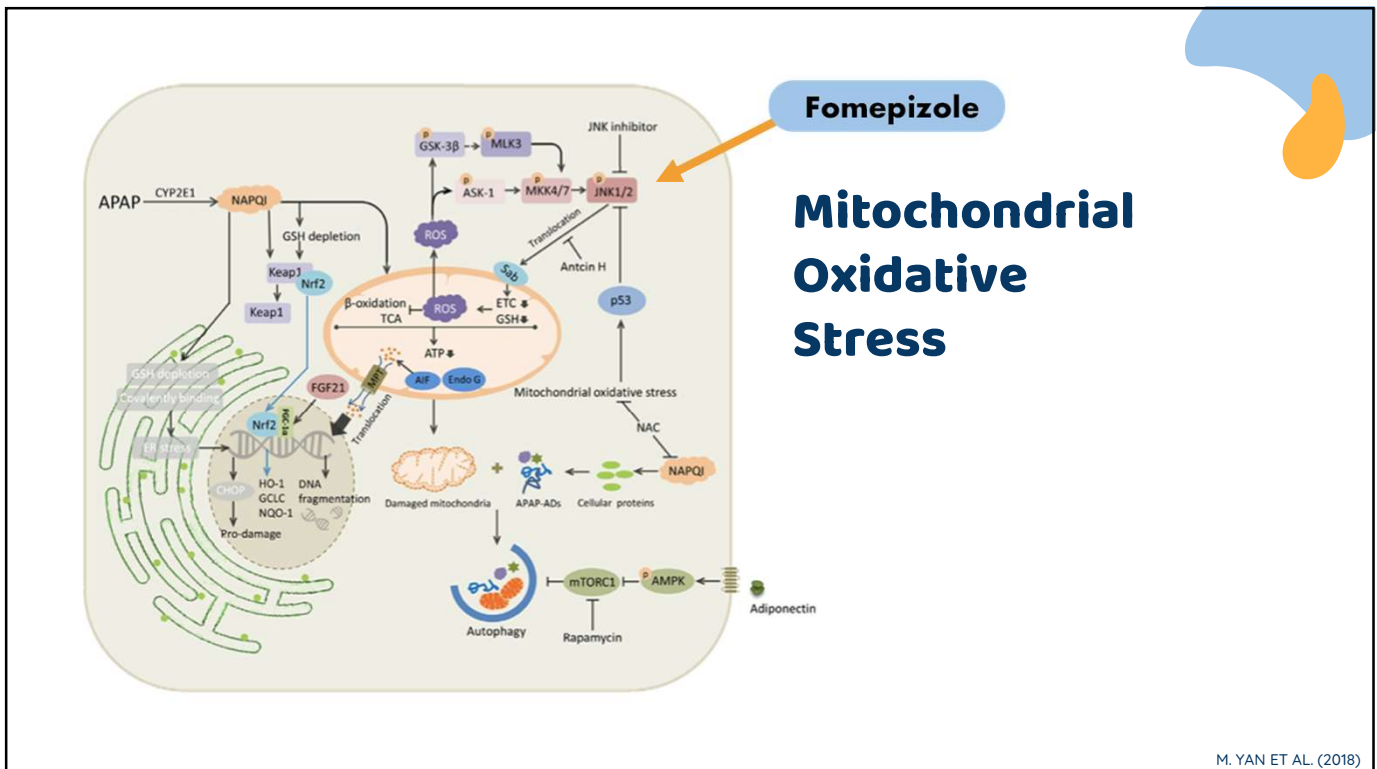 Fomepizole
Mitochondrial
Oxidative
Stress
JNK inhibitor
P
GSK-3β
P
MLK3
P
ASK-1
P
MKK4/7
P
JNK1/2
APAP
CYP2E1
NAPQI
GSH depletion
ROS
Translocation
Antcin H
Keap1
Nrf2
Keap1
Sab
p53
β-oxidation
TCA
ROS
ETC
GSH
ATP
GSH depletion
Covalently binding
ER stress
FGF21
MPT
AIF
Endo G
Translocation
Mitochondrial oxidative stress
NAC
NAPQI
Nrf2
PGC-1α
CHOP
HO-1
GCLC
NQO-1
DNA
fragmentation
Pro-damage
Damaged mitochondria
+
APAP-ADs
Cellular proteins
Autophagy
mTORC1
P
AMPK
Rapamycin
Adiponectin
M. YAN ET AL. (2018)